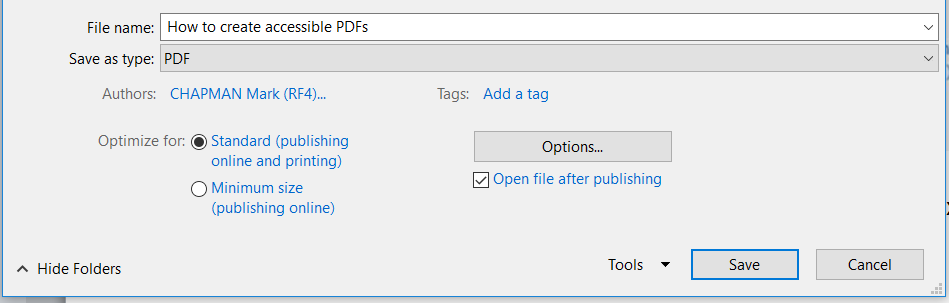 File name: How to create accessible PDFs
Save as type: PDF
Authors: CHAPMAN Mark (RF4)... Tags: Add a tag
Optimize for: Standard (publishing
online and printing)
Options...
Open file after publishing
Minimum size
(publishing online)
Hide Folders Tools Save Cancel